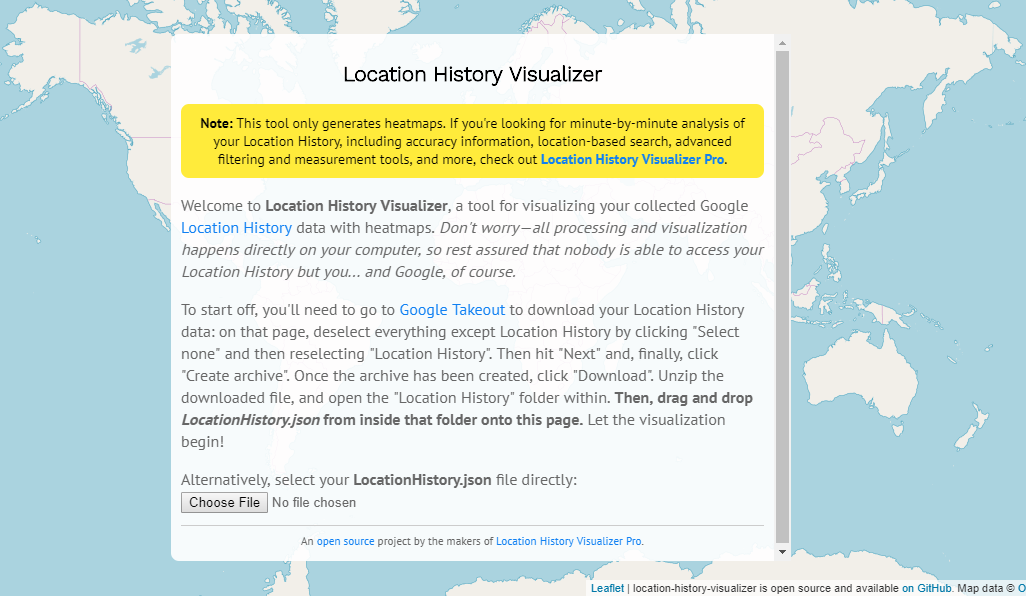 Location History Visualizer
Note: This tool only generates heatmaps. If you're looking for minute-by-minute analysis of
your Location History, including accuracy information, location-based search, advanced
filtering and measurement tools, and more, check out Location History Visualizer Pro.
Welcome to Location History Visualizer, a tool for visualizing your collected Google
Location History data with heatmaps. Don't worry—all processing and visualization
happens directly on your computer, so rest assured that nobody is able to access your
Location History but you... and Google, of course.
To start off, you'll need to go to Google Takeout to download your Location History
data: on that page, deselect everything except Location History by clicking "Select
none" and then reselecting "Location History". Then hit "Next" and, finally, click
"Create archive". Once the archive has been created, click "Download". Unzip the
downloaded file, and open the "Location History" folder within. Then, drag and drop
LocationHistory.json from inside that folder onto this page. Let the visualization
begin!
Alternatively, select your LocationHistory.json file directly:
Choose File No file chosen
An open source project by the makers of Location History Visualizer Pro.
Leaflet | location-history-visualizer is open source and available on GitHub. Map data © O